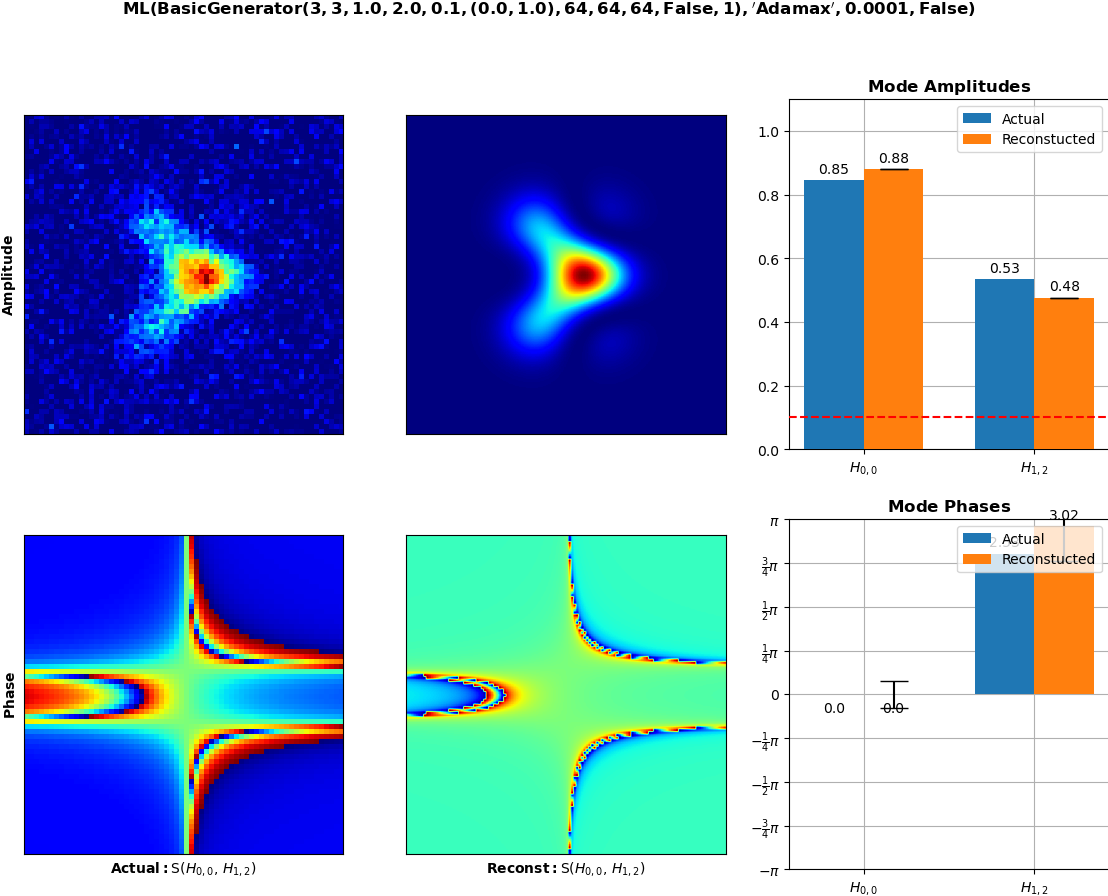 ML(BasicGenerator(3, 3, 1.0, 2.0, 0.1, (0.0, 1.0), 64, 64, 64, False, 1), 'Adamax', 0.0001, False)
Mode Amplitudes
Amplitude
1.0
0.8
0.6
0.4
0.2
0.0
Actual
Reconstucted
0.85
0.88
0.53
0.48
H0,0
H1,2
Mode Phases
Phase
π
3/4π
1/2π
1/4π
0
−1/4π
−1/2π
−3/4π
−π
Actual
Reconstucted
3.02
0.0
0.0
H0,0
H1,2
Actual: S(H0,0, H1,2)
Reconst: S(H0,0, H1,2)